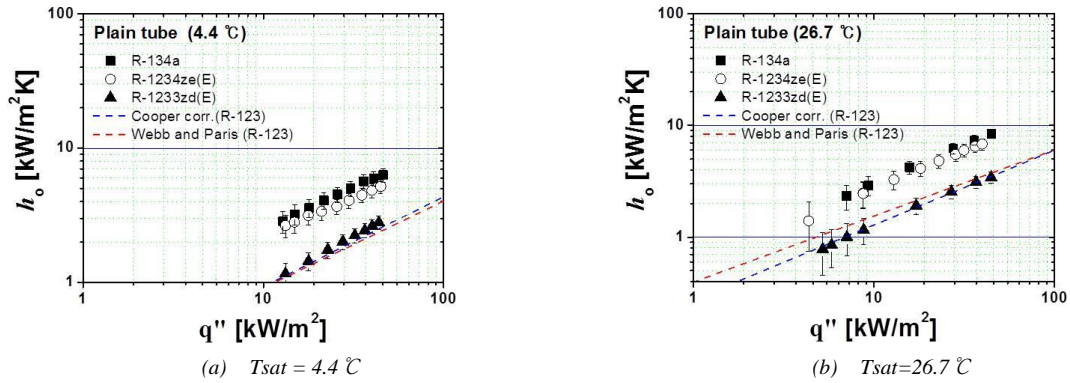 Plain tube (4.4 ℃)
R-134a
R-1234ze(E)
R-1233zd(E)
Cooper corr.(R-123)
Webb and Paris (R-123)
100
10
1
hₒ [kW/m²K]
1
10
100
q" [kW/m²]
(a) Tsat = 4.4 ℃
Plain tube (26.7 ℃)
R-134a
R-1234ze(E)
R-1233zd(E)
Cooper corr.(R-123)
Webb and Paris (R-123)
100
10
1
hₒ [kW/m²K]
1
10
100
q" [kW/m²]
(b) Tsat=26.7 ℃